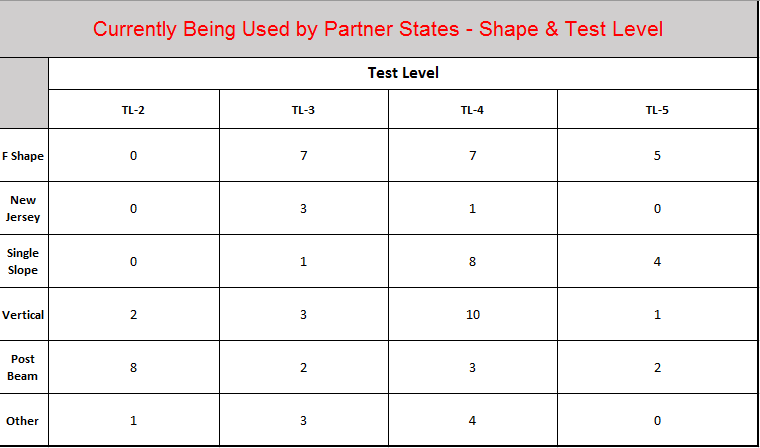 Currently Being Used by Partner States - Shape & Test Level
Test Level
TL-2 TL-3 TL-4 TL-5
F Shape 0 7 7 5
New
Jersey 0 3 1 0
Single
Slope 0 1 8 4
Vertical 2 3 10 1
Post
Beam 8 2 3 2
Other 1 3 4 0